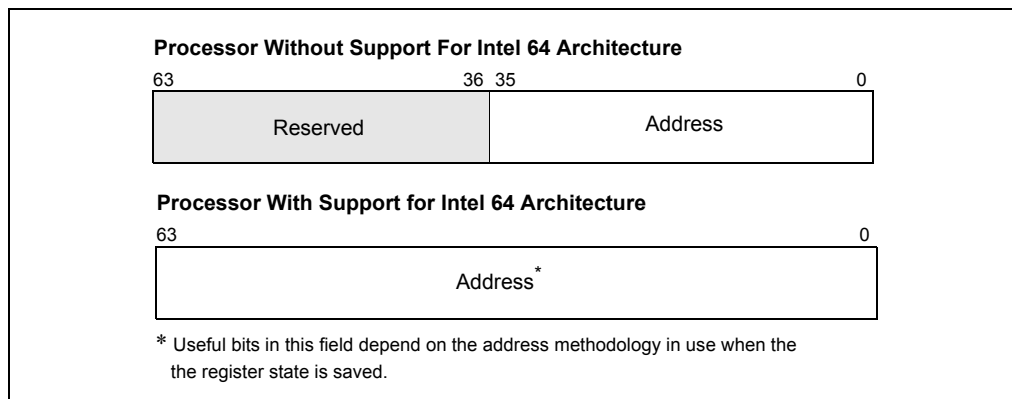 Processor Without Support For Intel 64 Architecture
63 36 35 0
Reserved Address
Processor With Support for Intel 64 Architecture
63 0
Address*
* Useful bits in this field depend on the address methodology in use when the
the register state is saved.